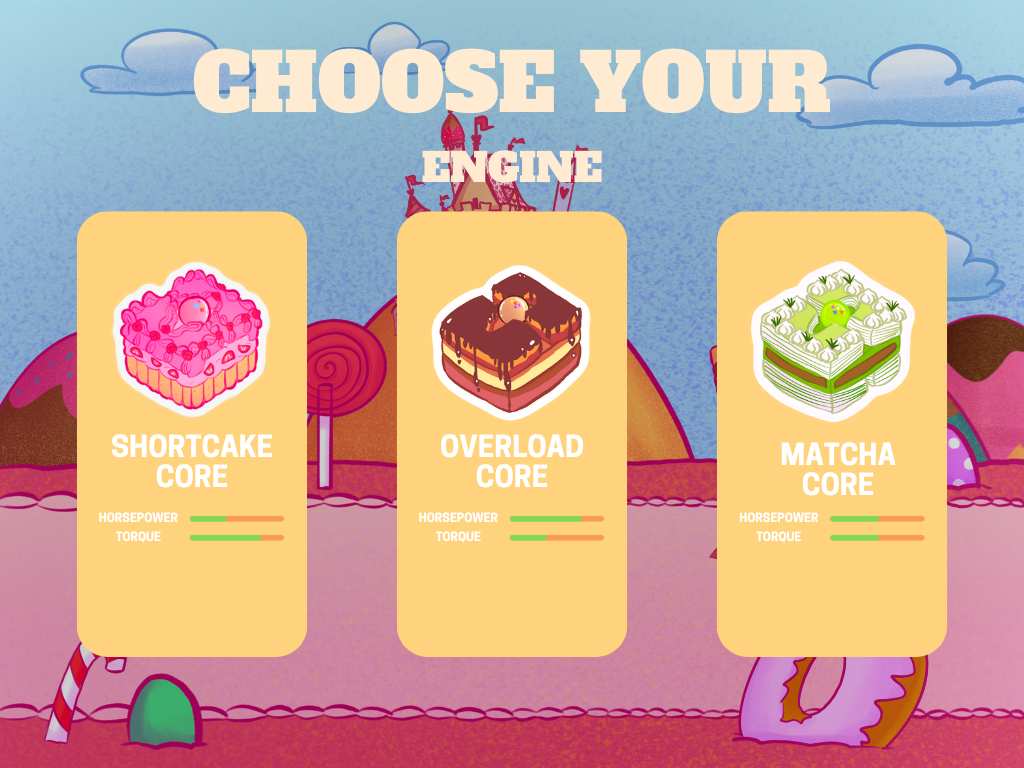 CHOOSE YOUR
ENGINE
SHORTCAKE
CORE
HORSEPOWER
TORQUE
OVERLOAD
CORE
HORSEPOWER
TORQUE
MATCHA
CORE
HORSEPOWER
TORQUE